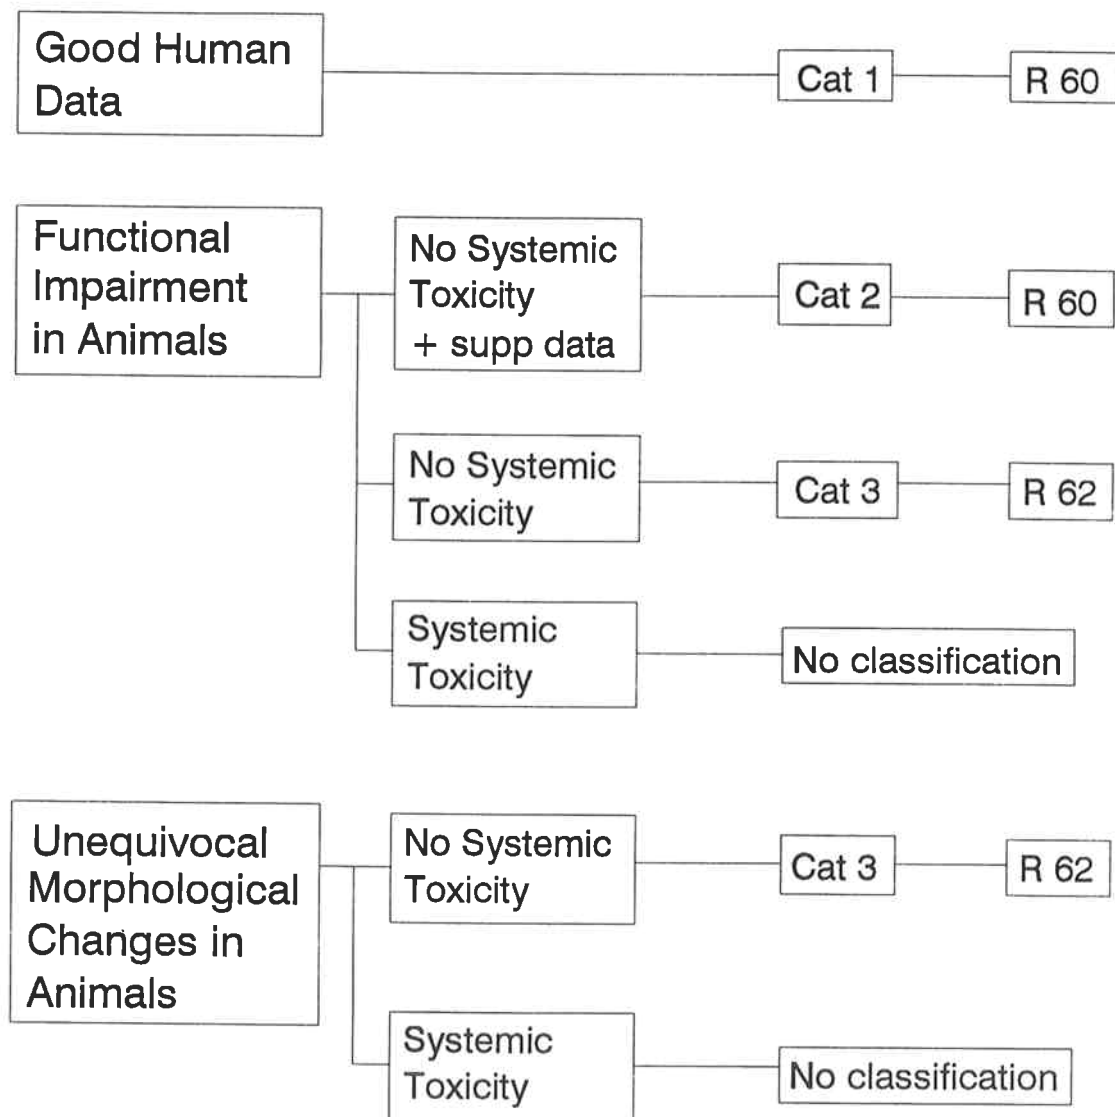 Good Human
Data
Cat 1
R 60
Functional
Impairment
in Animals
No Systemic
Toxicity
+ supp data
Cat 2
R 60
No Systemic
Toxicity
Cat 3
R 62
Systemic
Toxicity
No classification
Unequivocal
Morphological
Changes in
Animals
No Systemic
Toxicity
Cat 3
R 62
Systemic
Toxicity
No classification